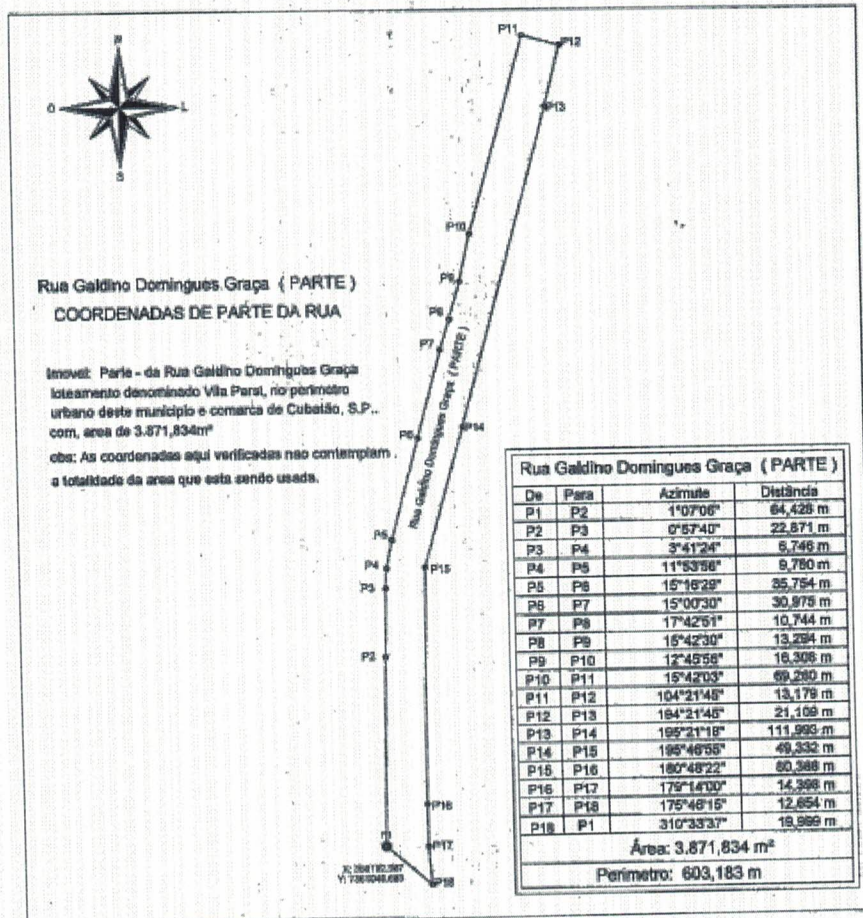 N
O L
S
P11
P12
P13
P10
P9
P8
P7
P14
P6
P5
P4
P15
P3
P2
P16
P1
P17
P18
Rua Galdino Domingues Graça ( PARTE )
Rua Galdino Domingues Graça ( PARTE )
COORDENADAS DE PARTE DA RUA
Imovel: Parte - da Rua Galdino Domingues Graça
loteamento denominado Vila Parsi, no perimetro
urbano deste municipio e comarca de Cubatão, S.P..
com, area de 3.871,834m²
obs: As coordenadas aqui verificadas nao contemplam
a totalidade da area que esta sendo usada.
Rua Galdino Domingues Graça ( PARTE )
De Para Azimute Distância
P1 P2 1°07'06" 64,428 m
P2 P3 0°57'40" 22,871 m
P3 P4 3°41'24"
P4 P5 11°53'56" 9,780 m
P5 P6 15°16'29" 35,754 m
P6 P7 15°00'30" 30,975 m
P7 P8 17°42'51" 10,744 m
P8 P9 15°42'30" 13,294 m
P9 P10 12°45'56" 16,306 m
P10 P11 15°42'03" 69,280 m
P11 P12 104°21'45" 13,179 m
P12 P13 194°21'45" 21,109 m
P13 P14 195°21'18" 111,993 m
P14 P15 195°46'55" 49,332 m
P15 P16 180°48'22" 80,388 m
P16 P17 179°14'00" 14,398 m
P17 P18 175°46'15" 12,654 m
P18 P1 310°33'37" 19,999 m
Área: 3.871,834 m²
Perimetro: 603,183 m